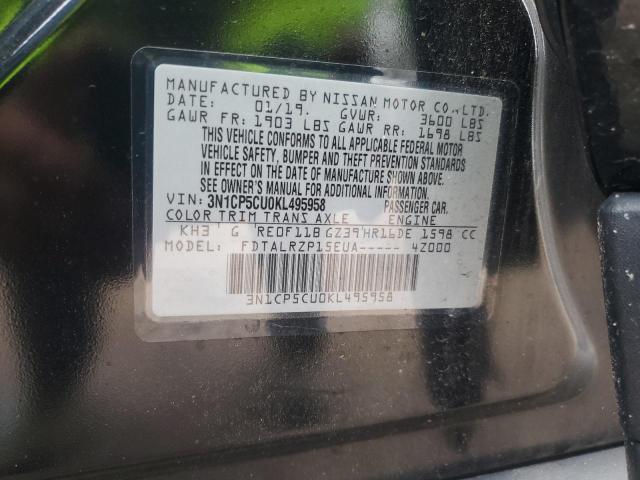 MANUFACTURED BY NISSAN MOTOR CO., LTD.
DATE: 01/19. GVWR: 3600 LBS
GAWR FR: 1903 LBS GAWR RR: 1698 LBS
THIS VEHICLE CONFORMS TO ALL APPLICABLE FEDERAL MOTOR
VEHICLE SAFETY, BUMPER AND THEFT PREVENTION STANDARDS
IN EFFECT ON THE DATE OF MANUFACTURE SHOWN ABOVE.
SEE OWNER'S MANUAL FOR ADDITIONAL INFORMATION.
VIN: 3N1CP5CU0KL495958 PASSENGER CAR.
COLOR TRIM TRANS AXLE ENGINE
KH3 G RE0F11B GZ39 HR16DE 1598 CC
MODEL: FDTALRZP15EUA----- 4Z000
3N1CP5CU0KL495958